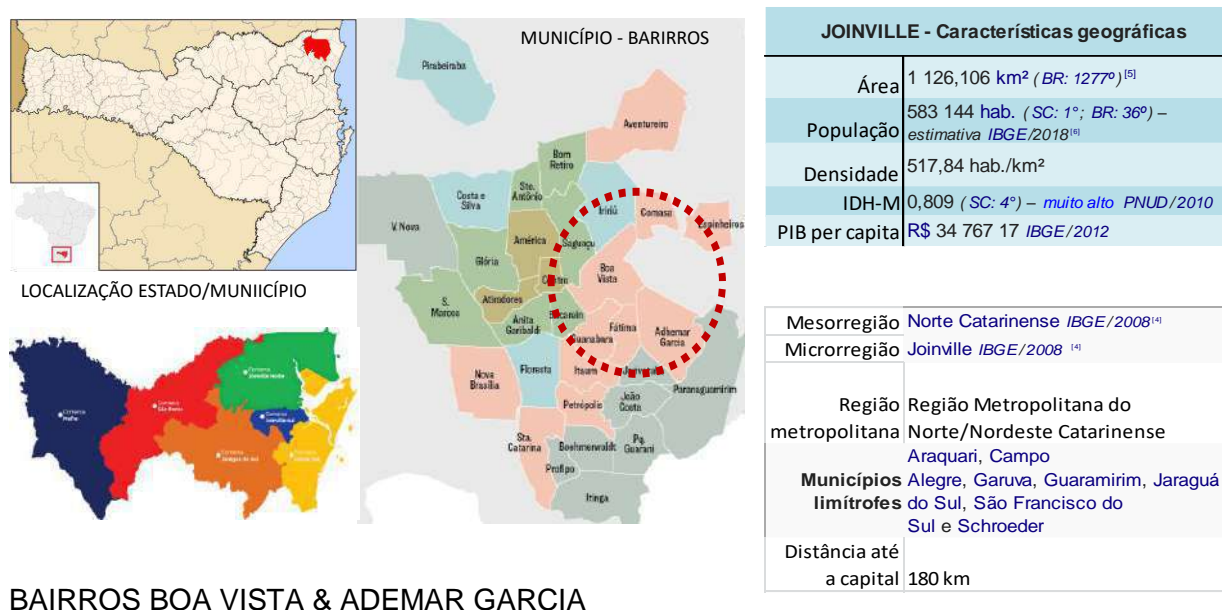 MUNICÍPIO - BARIRROS
LOCALIZAÇÃO ESTADO/MUNIICÍPIO
Pirabeiraba
Aventureiro
Bom
Retiro
Costa e
Silva
Sto.
Antônio
Iririú
Comasa
Espinheiros
V. Nova
América
Saguaçu
Glória
Boa
Vista
Centro
S.
Marcos
Atiradores
Anita
Garibaldi
Bucarein
Fátima
Adhemar
Garcia
Guanabara
Nova
Brasília
Floresta
Itaum
Jarivatuba
Paranaguamirim
Petrópolis
João
Costa
Sta.
Catarina
Boehmerwaldt
Pq.
Guarani
Profipo
Itinga
JOINVILLE - Características geográficas
Área 1 126,106 km² (BR: 1277º)[5]
População 583 144 hab. (SC: 1°; BR: 36º) –
estimativa IBGE/2018[6]
Densidade 517,84 hab./km²
IDH-M 0,809 (SC: 4°) – muito alto PNUD/2010
PIB per capita R$ 34 767 17 IBGE/2012
Mesorregião Norte Catarinense IBGE/2008[4]
Microrregião Joinville IBGE/2008 [4]
Região metropolitana Região Metropolitana do
Norte/Nordeste Catarinense
Municípios limítrofes Araquari, Campo
Alegre, Garuva, Guaramirim, Jaraguá
do Sul, São Francisco do
Sul e Schroeder
Distância até
a capital 180 km
BAIRROS BOA VISTA & ADEMAR GARCIA